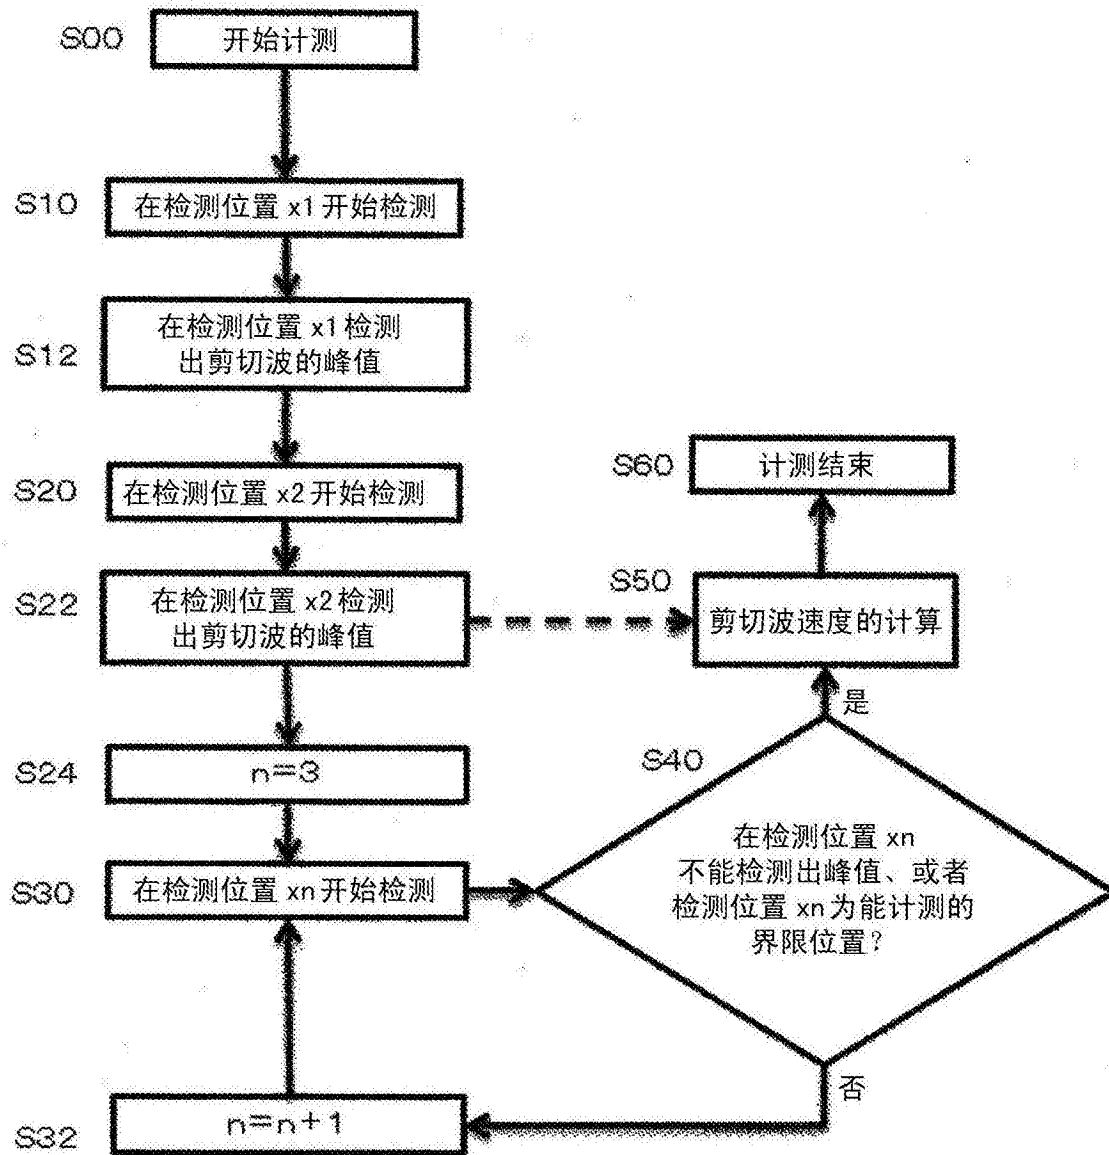 S00
开始计测
S10
在检测位置 x1 开始检测
S12
在检测位置 x1 检测
出剪切波的峰值
S20
在检测位置 x2 开始检测
S22
在检测位置 x2 检测
出剪切波的峰值
S24
n=3
S30
在检测位置 xn 开始检测
S32
n=n+1
S40
在检测位置 xn
不能检测出峰值、或者
检测位置 xn 为能计测的
界限位置?
是
否
S50
剪切波速度的计算
S60
计测结束